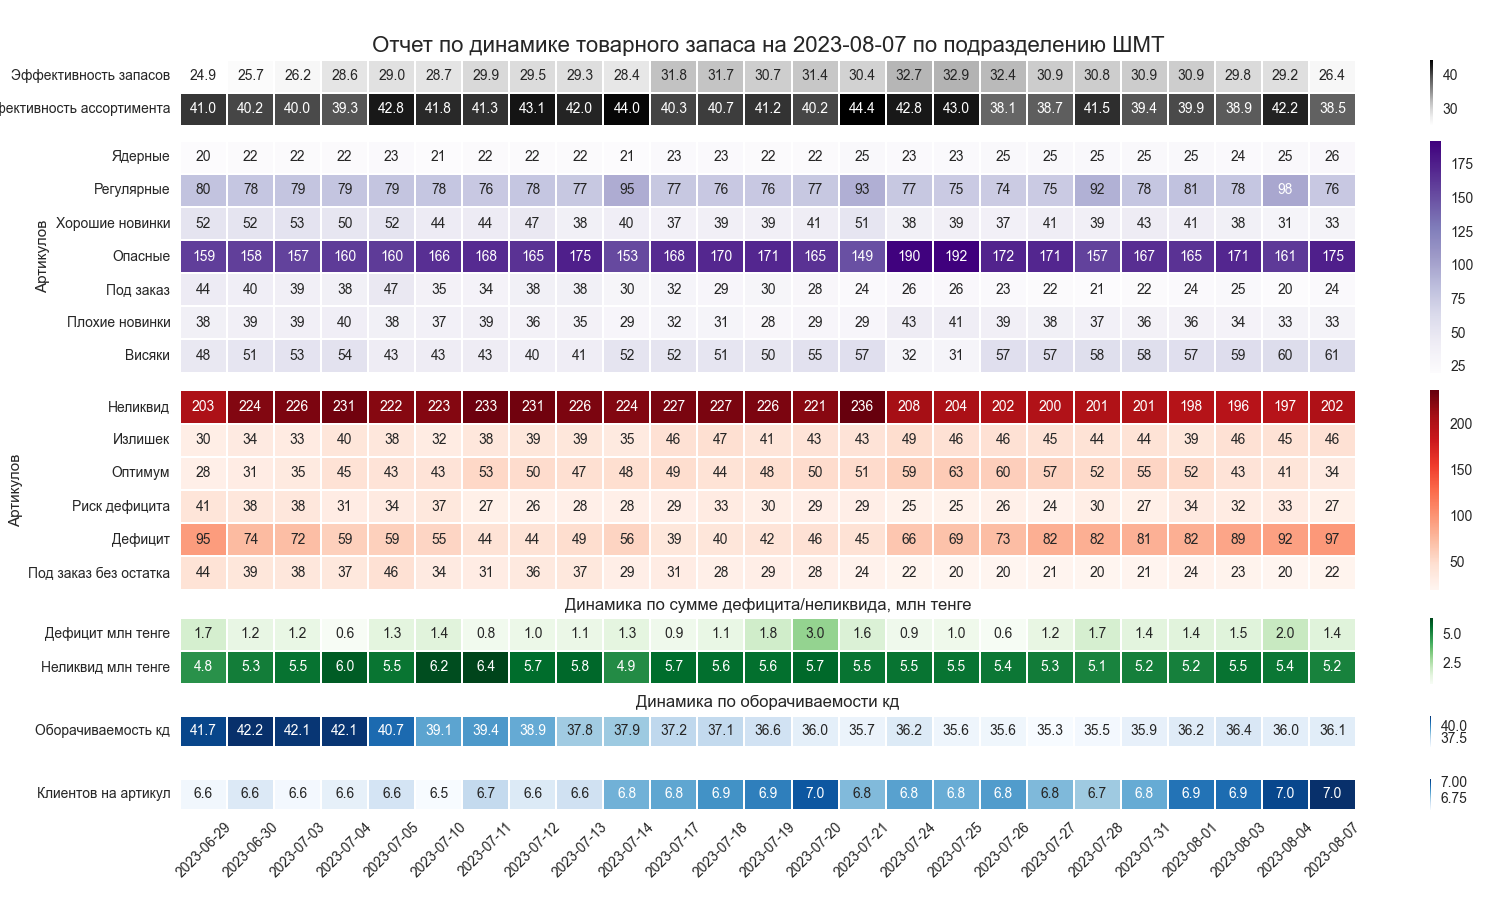 Отчет по динамике товарного запаса на 2023-08-07 по подразделению ШМТ
Эффективность запасов 24.9 25.7 26.2 28.6 29.0 28.7 29.9 29.5 29.3 28.4 31.8 31.7 30.7 31.4 30.4 32.7 32.9 32.4 30.9 30.8 30.9 30.9 29.8 29.2 26.4
фективность ассортимента 41.0 40.2 40.0 39.3 42.8 41.8 41.3 43.1 42.0 44.0 40.3 40.7 41.2 40.2 44.4 42.8 43.0 38.1 38.7 41.5 39.4 39.9 38.9 42.2 38.5
40
30
Артикулов
Ядерные 20 22 22 22 23 21 22 22 22 21 23 23 22 22 25 23 23 25 25 25 25 25 24 25 26
Регулярные 80 78 79 79 79 78 76 78 77 95 77 76 76 77 93 77 75 74 75 92 78 81 78 98 76
Хорошие новинки 52 52 53 50 52 44 44 47 38 40 37 39 39 41 51 38 39 37 41 39 43 41 38 31 33
Опасные 159 158 157 160 160 166 168 165 175 153 168 170 171 165 149 190 192 172 171 157 167 165 171 161 175
Под заказ 44 40 39 38 47 35 34 38 38 30 32 29 30 28 24 26 26 23 22 21 22 24 25 20 24
Плохие новинки 38 39 39 40 38 37 39 36 35 29 32 31 28 29 29 43 41 39 38 37 36 36 34 33 33
Висяки 48 51 53 54 43 43 43 40 41 52 52 51 50 55 57 32 31 57 57 58 58 57 59 60 61
175
150
125
100
75
50
25
Артикулов
Неликвид 203 224 226 231 222 223 233 231 226 224 227 227 226 221 236 208 204 202 200 201 201 198 196 197 202
Излишек 30 34 33 40 38 32 38 39 39 35 46 47 41 43 43 49 46 46 45 44 44 39 46 45 46
Оптимум 28 31 35 45 43 43 53 50 47 48 49 44 48 50 51 59 63 60 57 52 55 52 43 41 34
Риск дефицита 41 38 38 31 34 37 27 26 28 28 29 33 30 29 29 25 25 26 24 30 27 34 32 33 27
Дефицит 95 74 72 59 59 55 44 44 49 56 39 40 42 46 45 66 69 73 82 82 81 82 89 92 97
Под заказ без остатка 44 39 38 37 46 34 31 36 37 29 31 28 29 28 24 22 20 20 21 20 21 24 23 20 22
200
150
100
50
Динамика по сумме дефицита/неликвида, млн тенге
Дефицит млн тенге 1.7 1.2 1.2 0.6 1.3 1.4 0.8 1.0 1.1 1.3 0.9 1.1 1.8 3.0 1.6 0.9 1.0 0.6 1.2 1.7 1.4 1.4 1.5 2.0 1.4
Неликвид млн тенге 4.8 5.3 5.5 6.0 5.5 6.2 6.4 5.7 5.8 4.9 5.7 5.6 5.6 5.7 5.5 5.5 5.5 5.4 5.3 5.1 5.2 5.2 5.5 5.4 5.2
5.0
2.5
Динамика по оборачиваемости кд
Оборачиваемость кд 41.7 42.2 42.1 42.1 40.7 39.1 39.4 38.9 37.8 37.9 37.2 37.1 36.6 36.0 35.7 36.2 35.6 35.6 35.3 35.5 35.9 36.2 36.4 36.0 36.1
40.0
37.5
Клиентов на артикул 6.6 6.6 6.6 6.6 6.6 6.5 6.7 6.6 6.6 6.8 6.8 6.9 6.9 7.0 6.8 6.8 6.8 6.8 6.8 6.7 6.8 6.9 6.9 7.0 7.0
7.00
6.75
2023-06-29 2023-06-30 2023-07-03 2023-07-04 2023-07-05 2023-07-10 2023-07-11 2023-07-12 2023-07-13 2023-07-14 2023-07-17 2023-07-18 2023-07-19 2023-07-20 2023-07-21 2023-07-24 2023-07-25 2023-07-26 2023-07-27 2023-07-28 2023-07-31 2023-08-01 2023-08-03 2023-08-04 2023-08-07